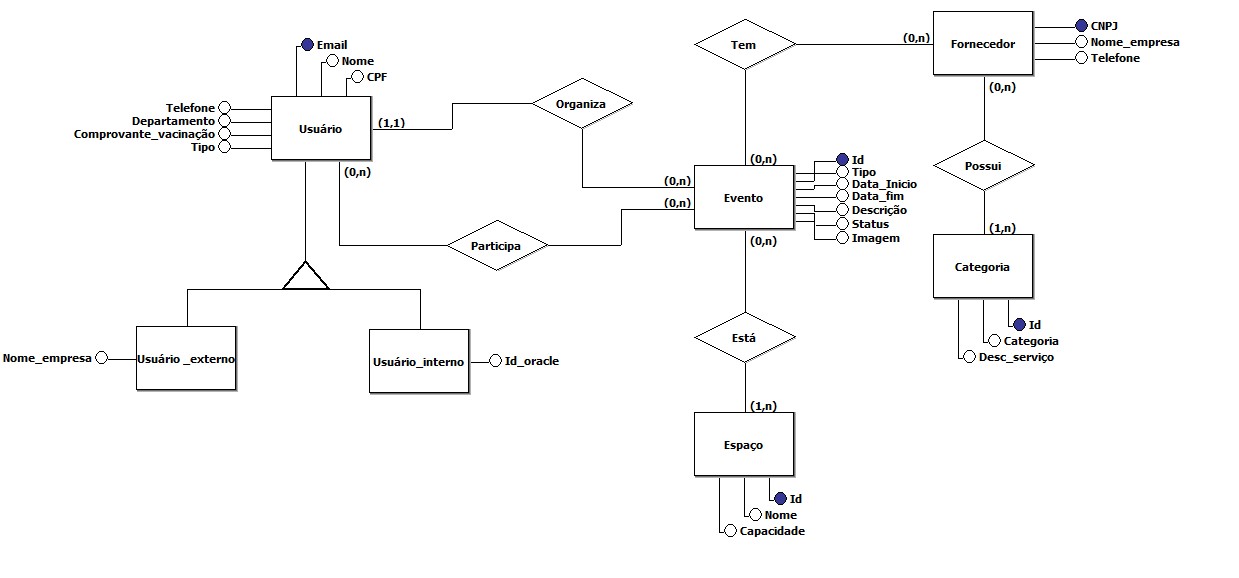 CNPJ
Nome_empresa
Telefone
Fornecedor
(0,n)
(0,n)
Tem
Email
Nome
CPF
Telefone
Departamento
Comprovante_vacinação
Tipo
Usuário
(1,1)
(0,n)
Organiza
(0,n)
(0,n)
(0,n)
Evento
(0,n)
Id
Tipo
Data_Inicio
Data_fim
Descrição
Status
Imagem
Possui
(1,n)
Categoria
Id
Categoria
Desc_serviço
Participa
Nome_empresa
Usuário _externo
Usuário_interno
Id_oracle
Está
(1,n)
Espaço
Id
Nome
Capacidade